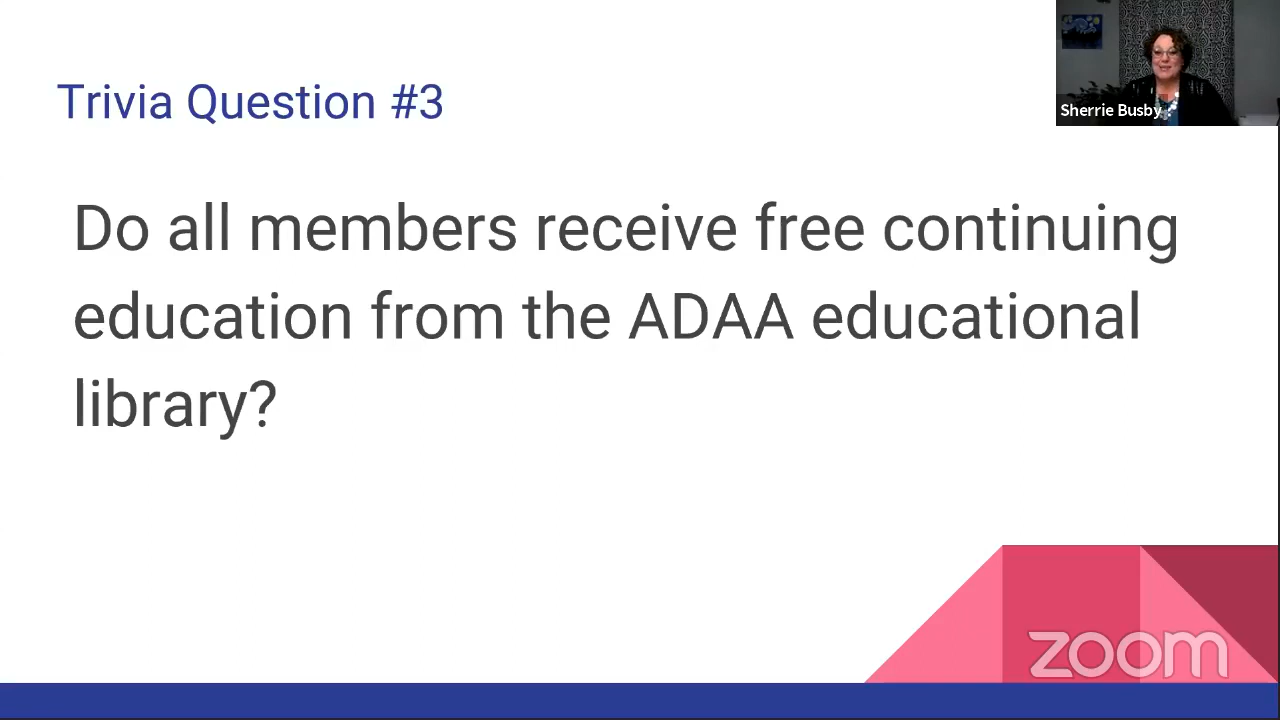 Trivia Question #3
Sherrie Busby
Do all members receive free continuing
education from the ADAA educational
library?
zoom